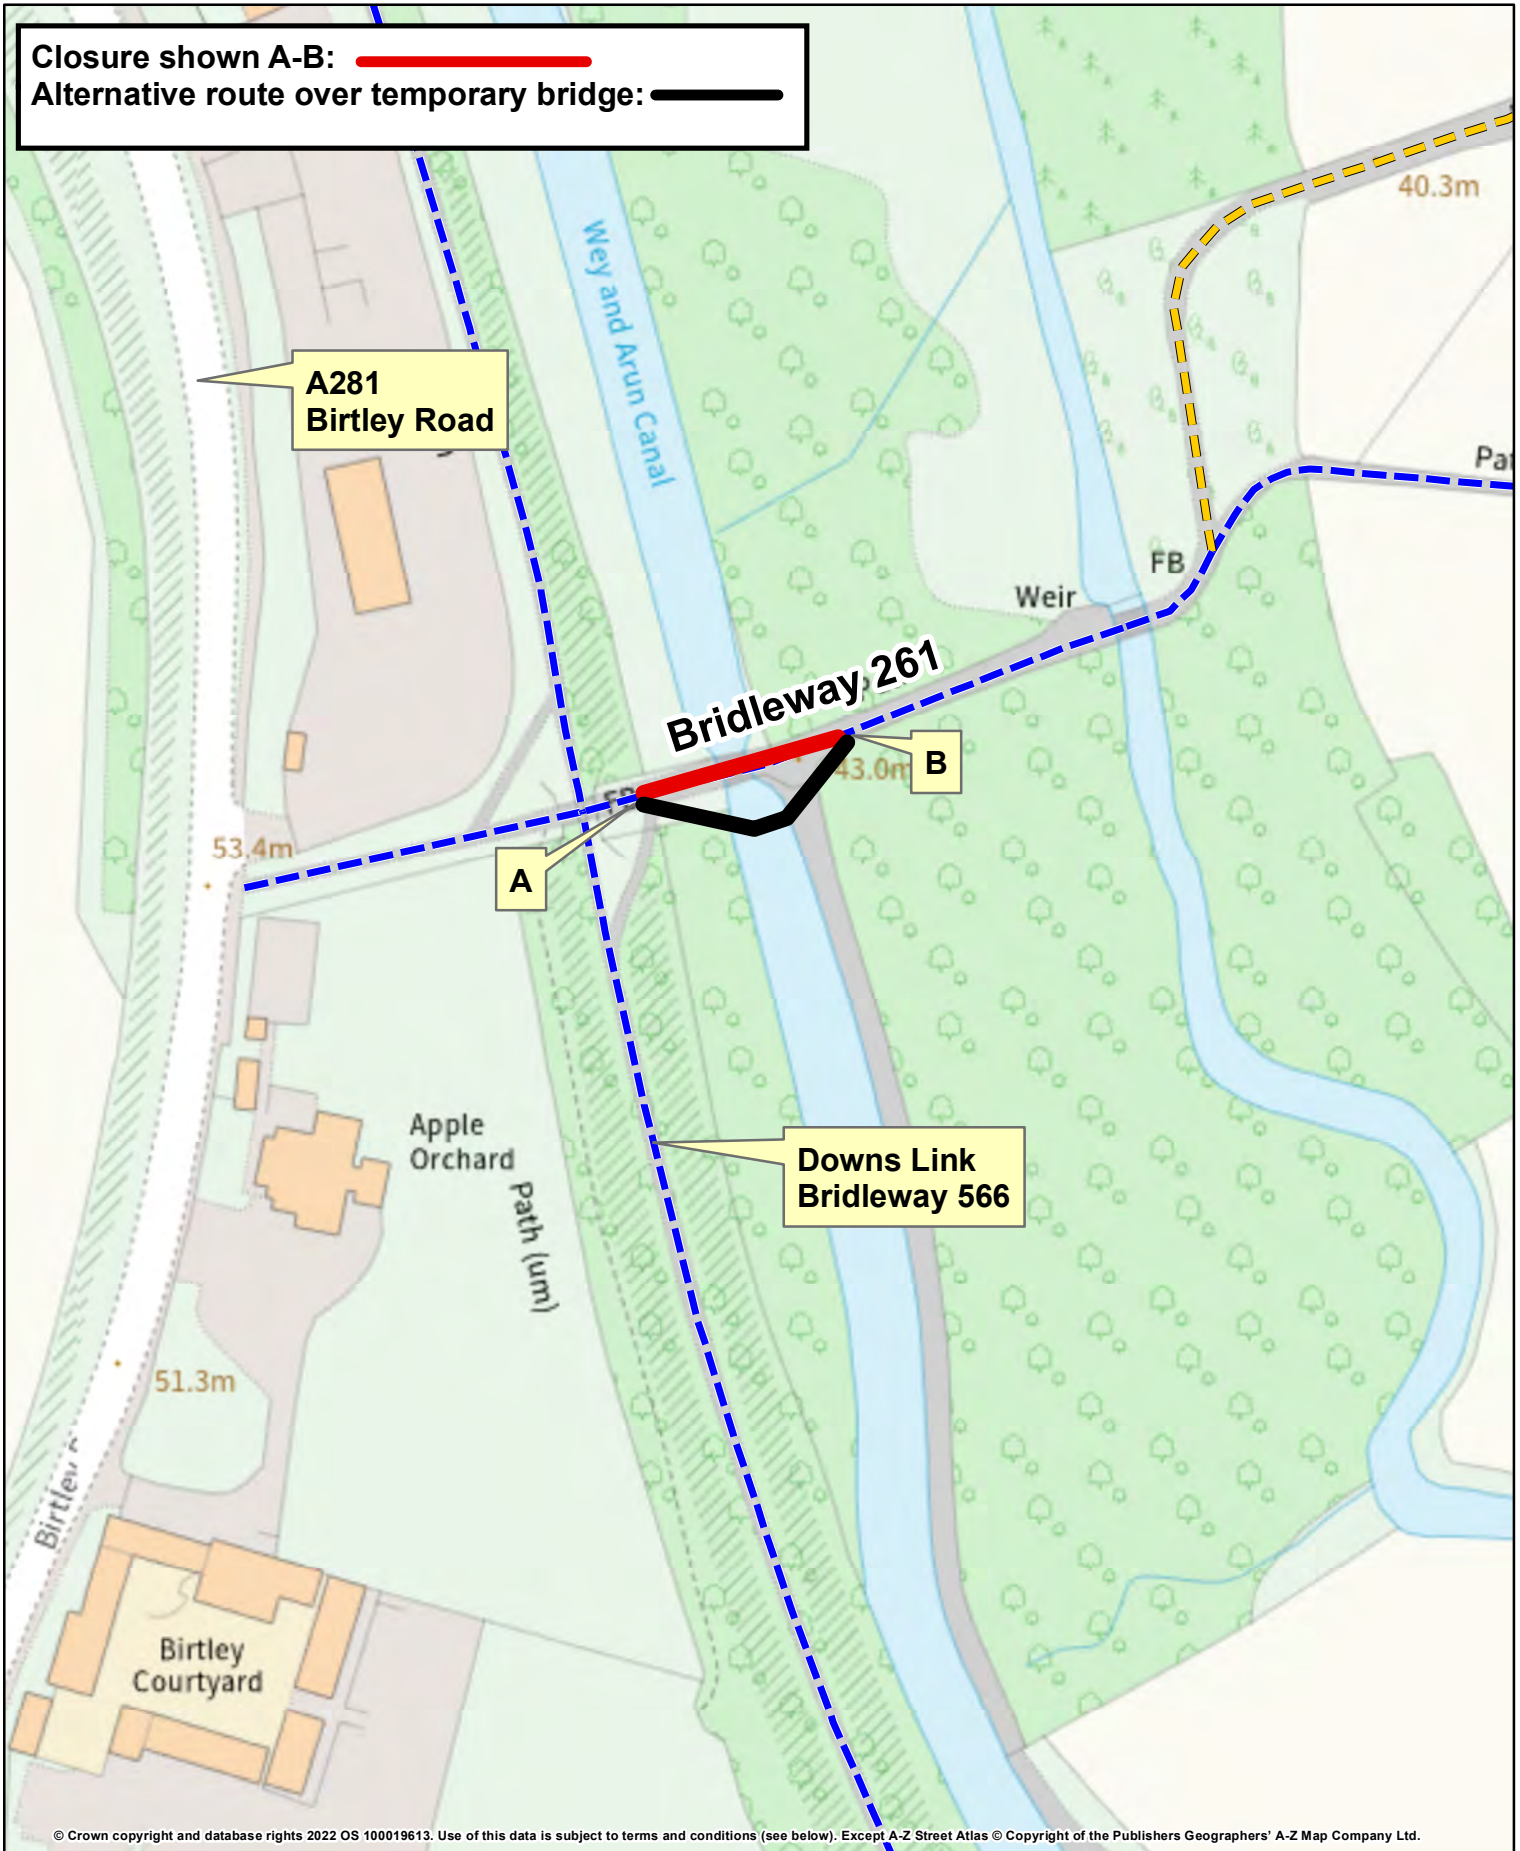 Closure shown A-B:
Alternative route over temporary bridge:
40.3m
Wey and Arun Canal
A281
Birtley Road
FB
Weir
Bridleway 261
43.0m
B
A
53.4m
Apple
Orchard
Path (um)
Downs Link
Bridleway 566
51.3m
Birtley
Birtley
Courtyard
© Crown copyright and database rights 2022 OS 100019613. Use of this data is subject to terms and conditions (see below). Except A-Z Street Atlas © Copyright of the Publishers Geographers' A-Z Map Company Ltd.